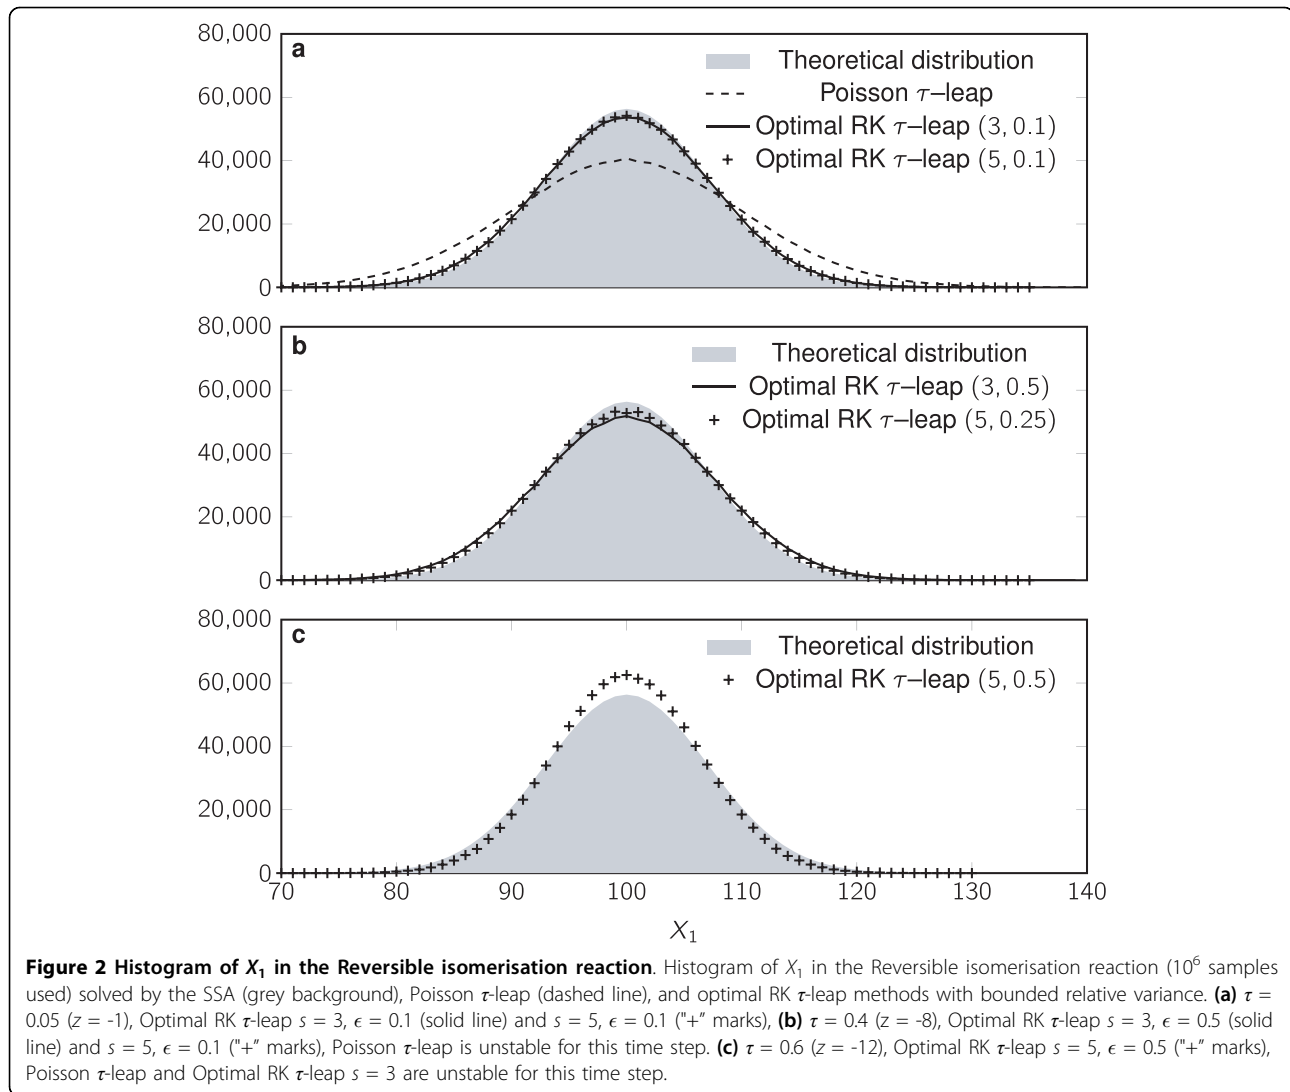 80,000
a
Theoretical distribution
60,000
Poisson τ–leap
Optimal RK τ–leap (3, 0.1)
40,000
Optimal RK τ–leap (5, 0.1)
20,000
0
80,000
b
Theoretical distribution
60,000
Optimal RK τ–leap (3, 0.5)
Optimal RK τ–leap (5, 0.25)
40,000
20,000
0
80,000
c
Theoretical distribution
60,000
Optimal RK τ–leap (5, 0.5)
40,000
20,000
0
70 80 90 100 110 120 130 140
X₁
Figure 2 Histogram of X₁ in the Reversible isomerisation reaction. Histogram of X₁ in the Reversible isomerisation reaction (10⁶ samples
used) solved by the SSA (grey background), Poisson τ-leap (dashed line), and optimal RK τ-leap methods with bounded relative variance. (a) τ =
0.05 (z = -1), Optimal RK τ-leap s = 3, ϵ = 0.1 (solid line) and s = 5, ϵ = 0.1 ("+" marks), (b) τ = 0.4 (z = -8), Optimal RK τ-leap s = 3, ϵ = 0.5 (solid
line) and s = 5, ϵ = 0.1 ("+" marks), Poisson τ-leap is unstable for this time step. (c) τ = 0.6 (z = -12), Optimal RK τ-leap s = 5, ϵ = 0.5 ("+" marks),
Poisson τ-leap and Optimal RK τ-leap s = 3 are unstable for this time step.